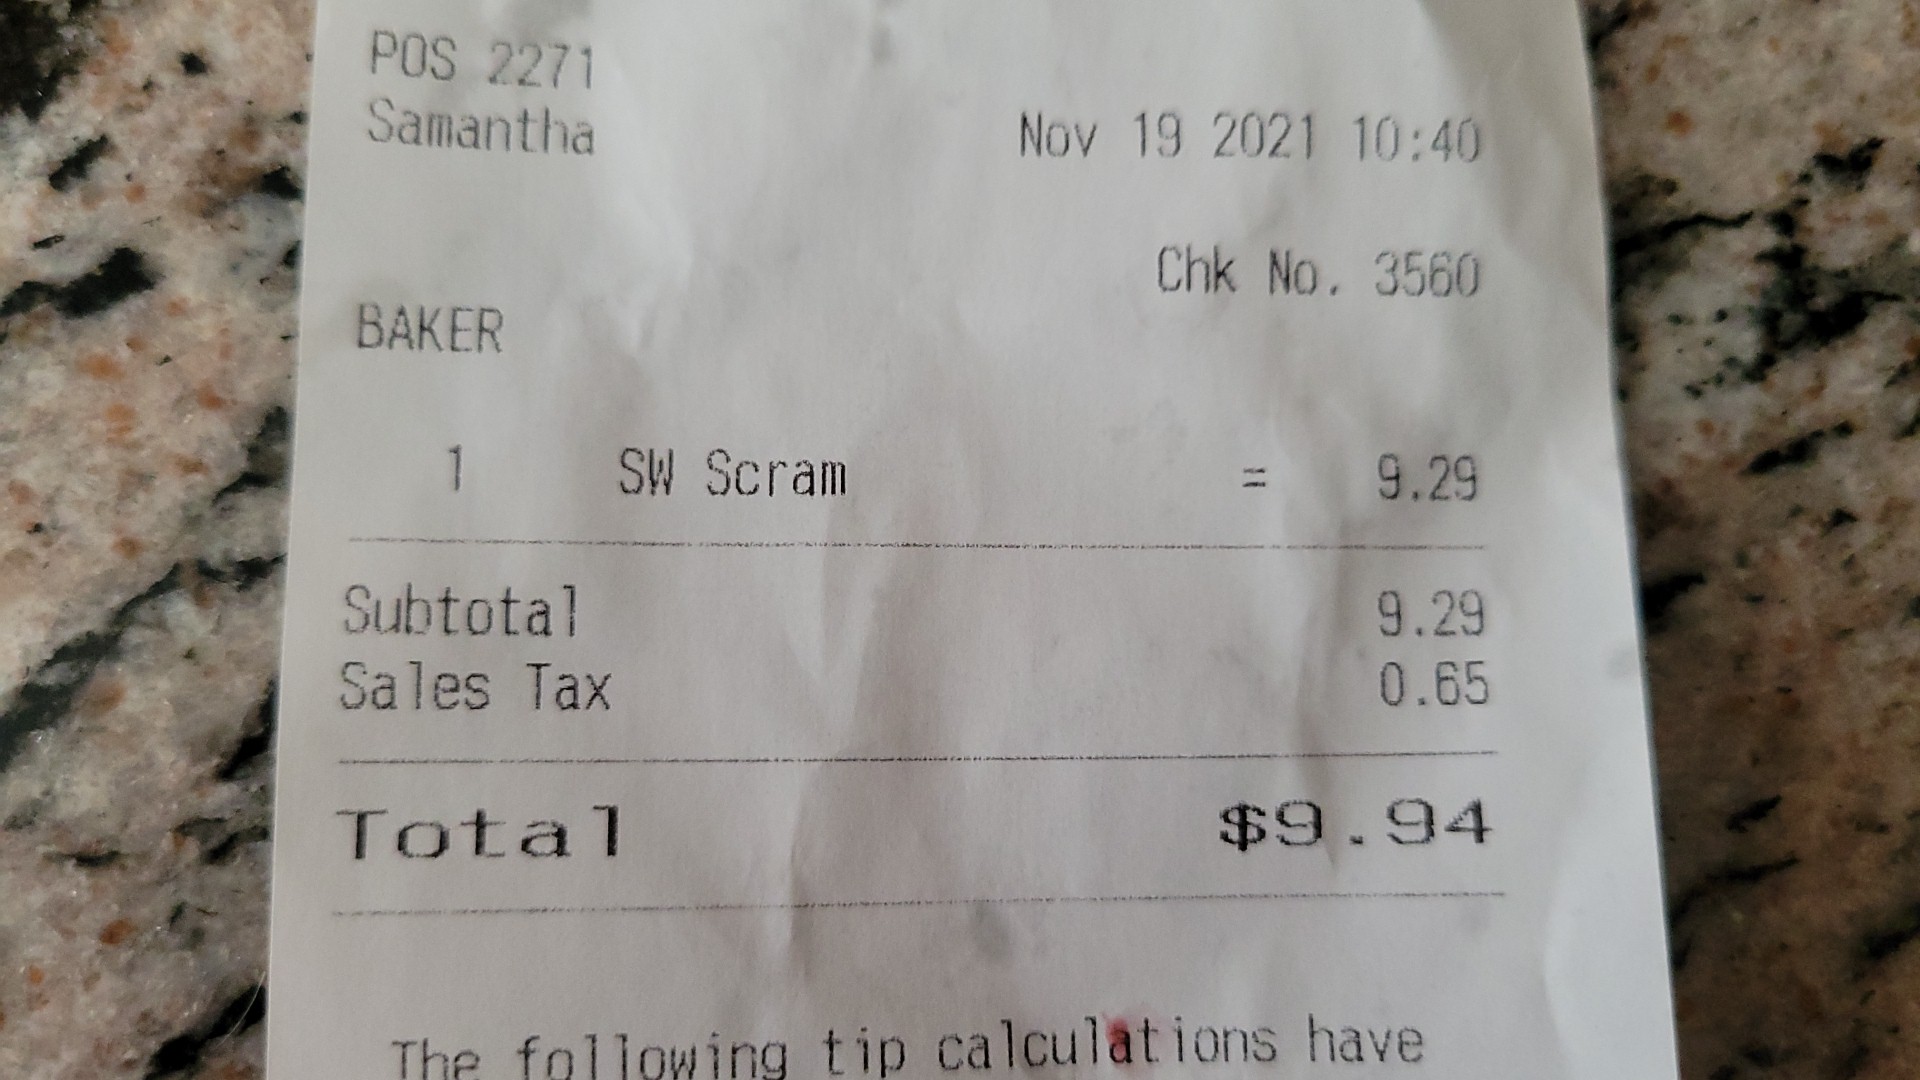 POS 2271
Samantha
Nov 19 2021 10:40
Chk No. 3560
BAKER
1 SW Scram = 9.29
Subtotal 9.29
Sales Tax 0.65
Total $9.94
The following tip calculations have